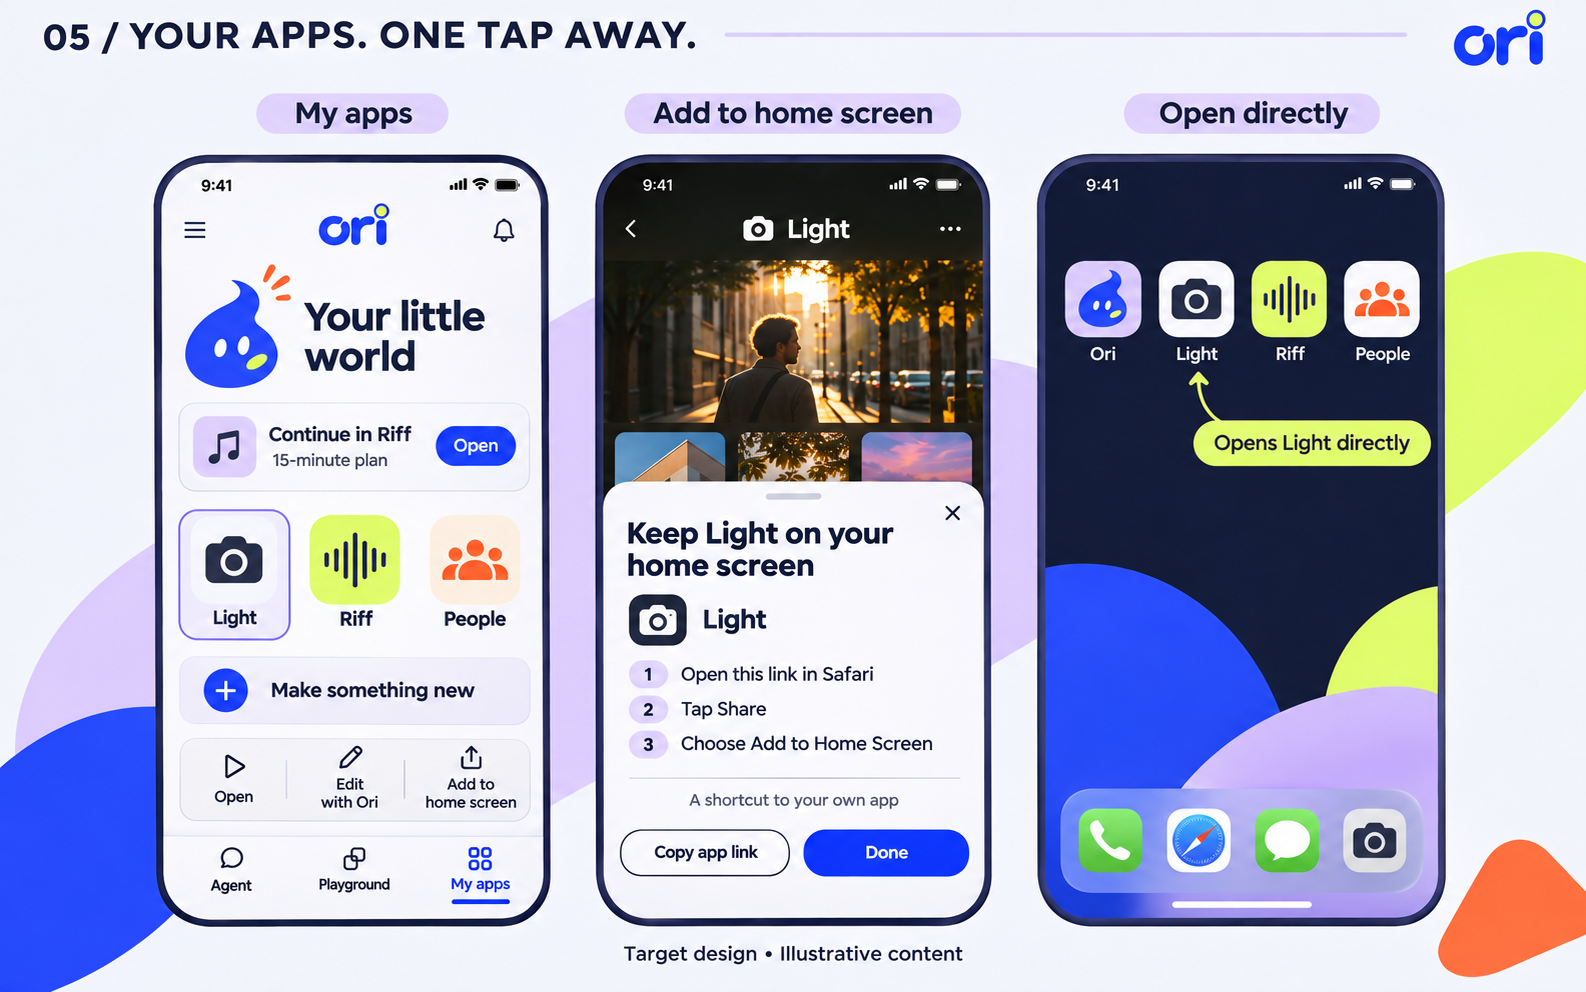 05 / YOUR APPS. ONE TAP AWAY.
ori
My apps
9:41
ori
Your little
world
Continue in Riff
15-minute plan
Open
Light
Riff
People
Make something new
Open
Edit
with Ori
Add to
home screen
Agent
Playground
My apps
Add to home screen
9:41
Light
Keep Light on your
home screen
Light
1 Open this link in Safari
2 Tap Share
3 Choose Add to Home Screen
A shortcut to your own app
Copy app link
Done
Open directly
9:41
Ori
Light
Riff
People
Opens Light directly
Target design • Illustrative content